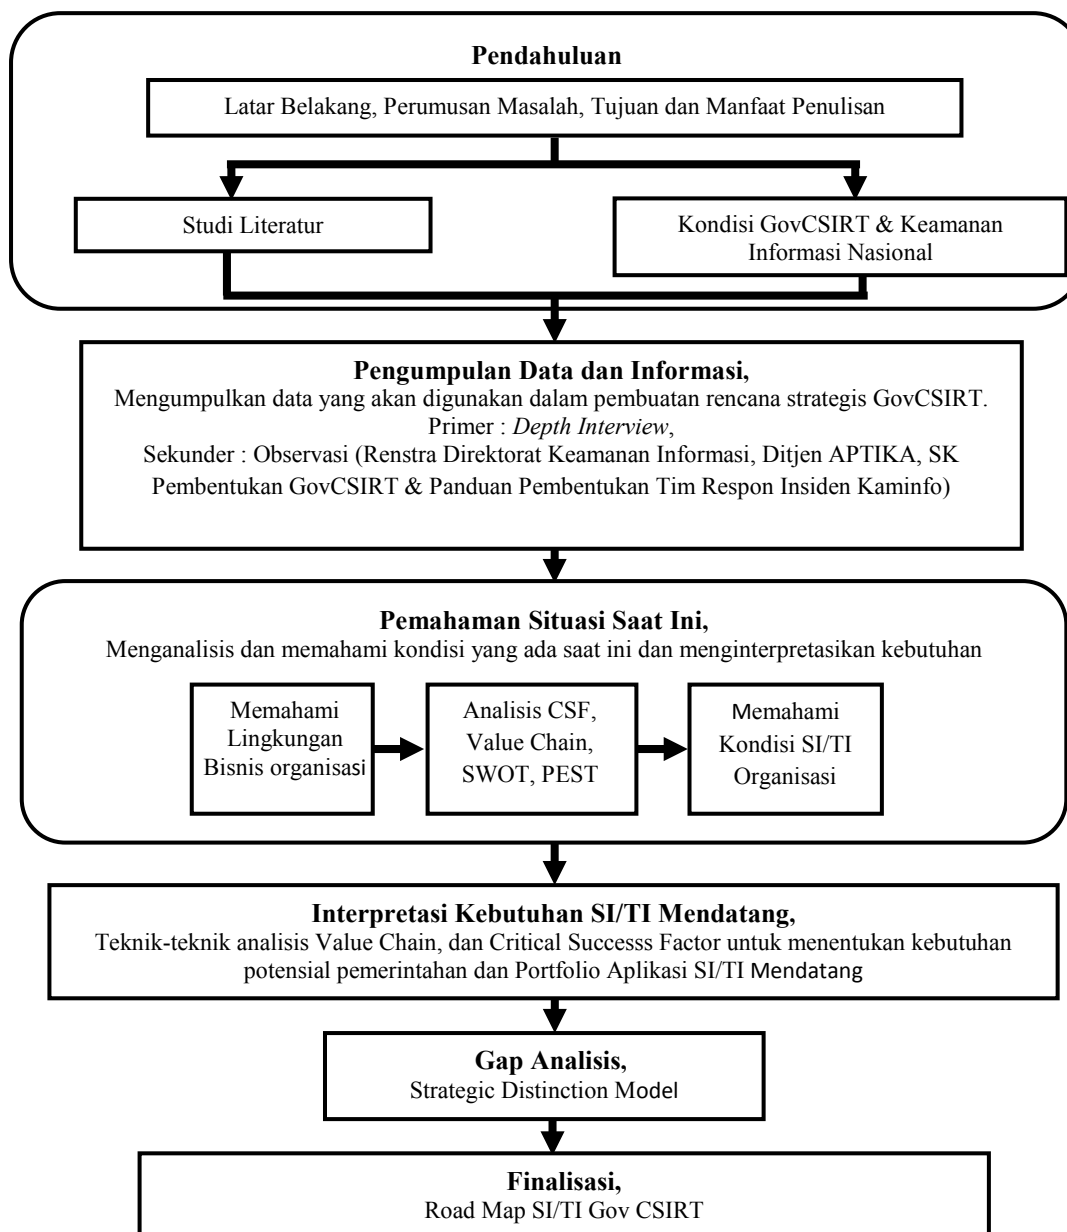 Pendahuluan
Latar Belakang, Perumusan Masalah, Tujuan dan Manfaat Penulisan
Studi Literatur
Kondisi GovCSIRT & Keamanan
Informasi Nasional
Pengumpulan Data dan Informasi,
Mengumpulkan data yang akan digunakan dalam pembuatan rencana strategis GovCSIRT.
Primer : Depth Interview,
Sekunder : Observasi (Renstra Direktorat Keamanan Informasi, Ditjen APTIKA, SK
Pembentukan GovCSIRT & Panduan Pembentukan Tim Respon Insiden Kaminfo)
Pemahaman Situasi Saat Ini,
Menganalisis dan memahami kondisi yang ada saat ini dan menginterpretasikan kebutuhan
Memahami
Lingkungan
Bisnis organisasi
Analisis CSF,
Value Chain,
SWOT, PEST
Memahami
Kondisi SI/TI
Organisasi
Interpretasi Kebutuhan SI/TI Mendatang,
Teknik-teknik analisis Value Chain, dan Critical Successs Factor untuk menentukan kebutuhan
potensial pemerintahan dan Portfolio Aplikasi SI/TI Mendatang
Gap Analisis,
Strategic Distinction Model
Finalisasi,
Road Map SI/TI Gov CSIRT